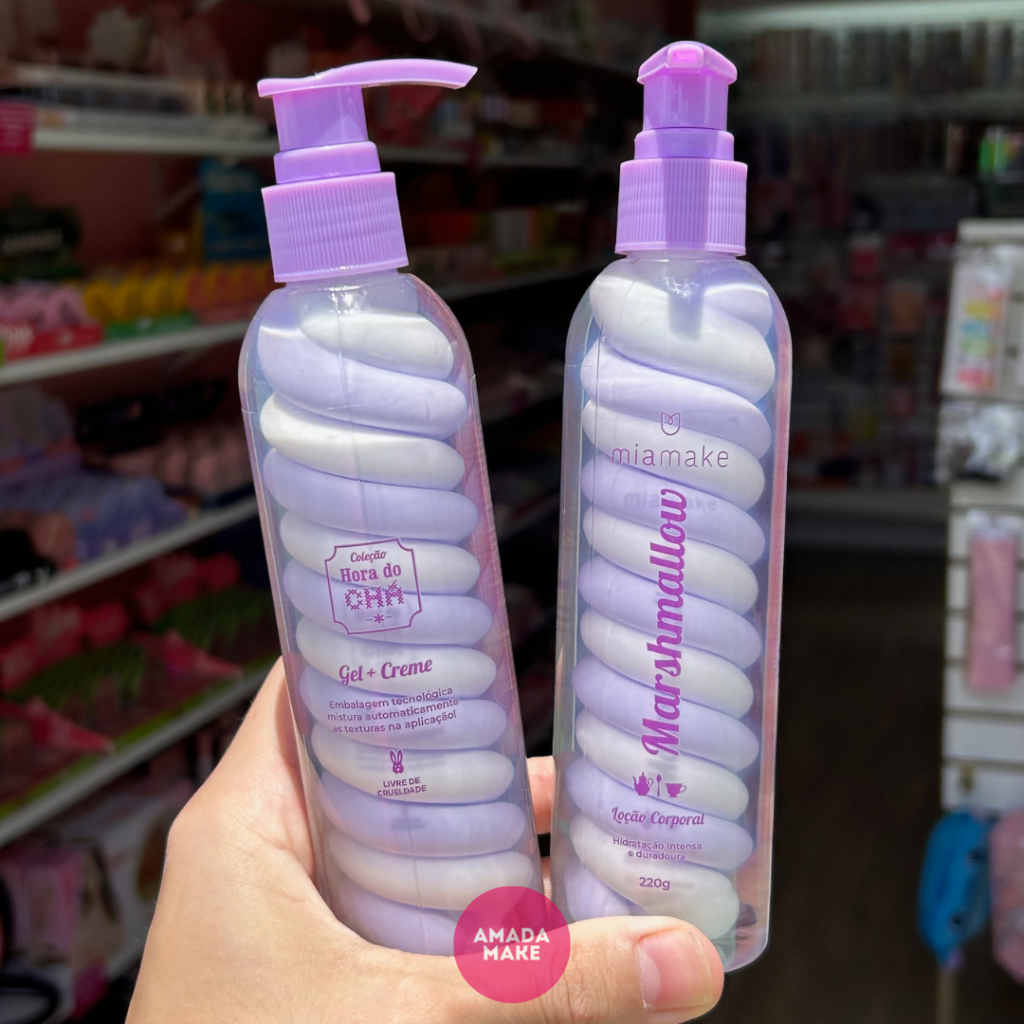 Coleção
Hora do
CHÁ
Gel + Creme
Embalagem tecnológica
mistura automaticamente
as texturas na aplicação!
LIVRE DE
CRUELDADE
miamake
Marshmallow
Loção Corporal
Hidratação Intensa
e duradoura
220g
AMADA
MAKE